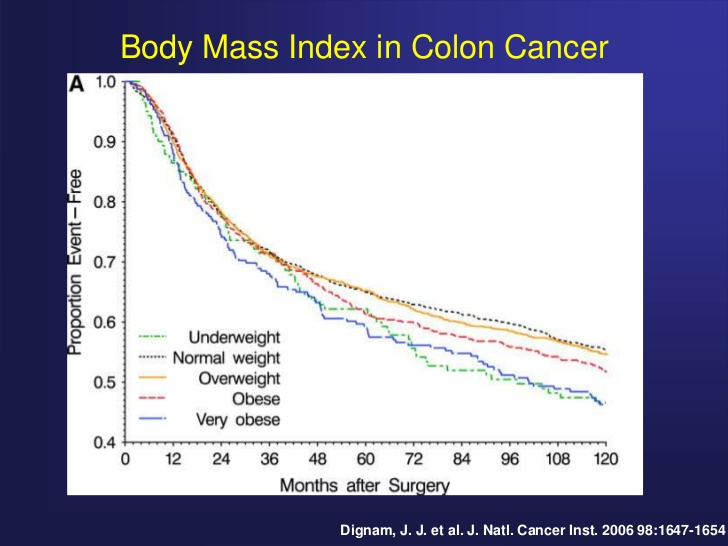 Body Mass Index in Colon Cancer
A
1.0
0.9
0.8
0.7
0.6
0.5
0.4
Proportion Event–Free
Underweight
Normal weight
Overweight
Obese
Very obese
0 12 24 36 48 60 72 84 96 108 120
Months after Surgery
Dignam, J. J. et al. J. Natl. Cancer Inst. 2006 98:1647-1654